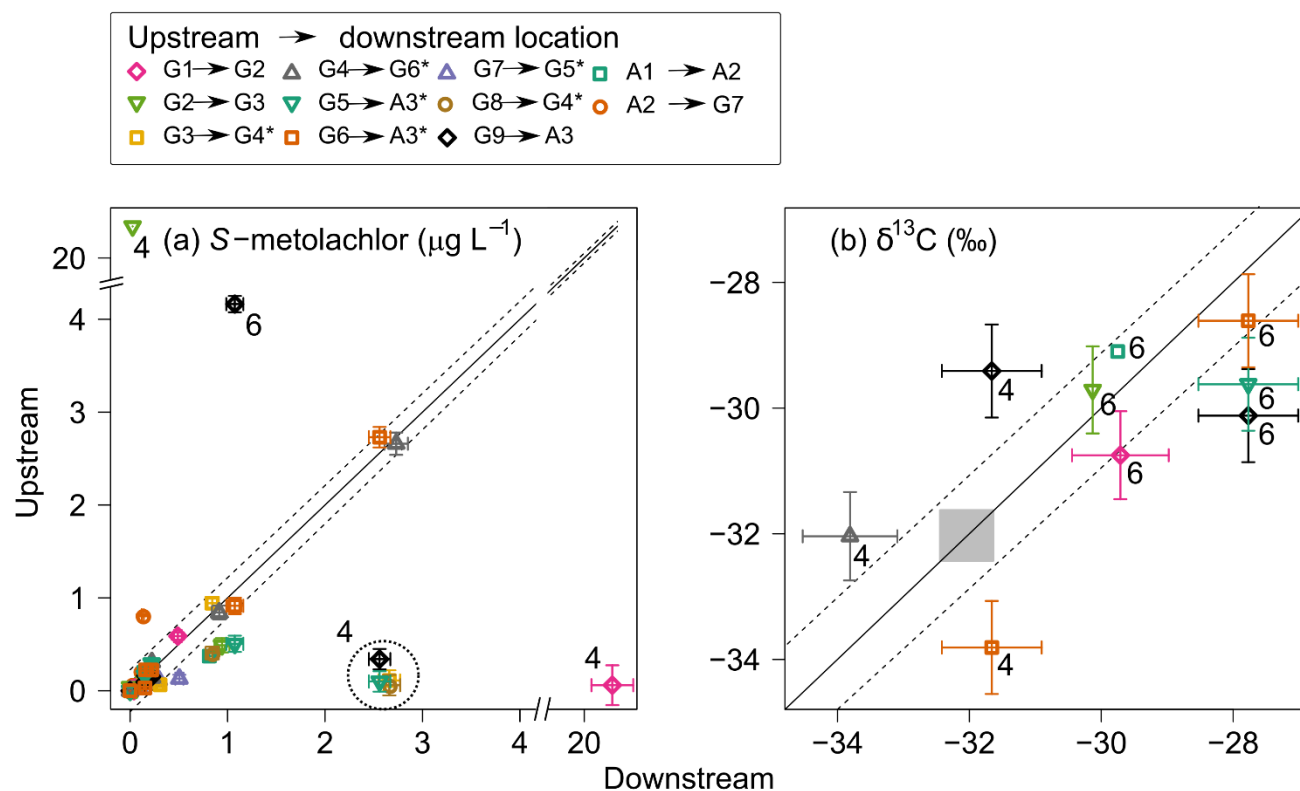 Upstream → downstream location
G1→G2 G4→G6* G7→G5* A1 →A2
G2→G3 G5→A3* G8→G4* A2 →G7
G3→G4* G6→A3* G9→A3
(a) S−metolachlor (μg L⁻¹)
4
20
4
6
3
2
1
4
4
0
0 1 2 3 4 20
Upstream
(b) δ¹³C (‰)
−28
6
6
4
−30
6
6
6
6
−32
4
−34
4
−34 −32 −30 −28
Downstream